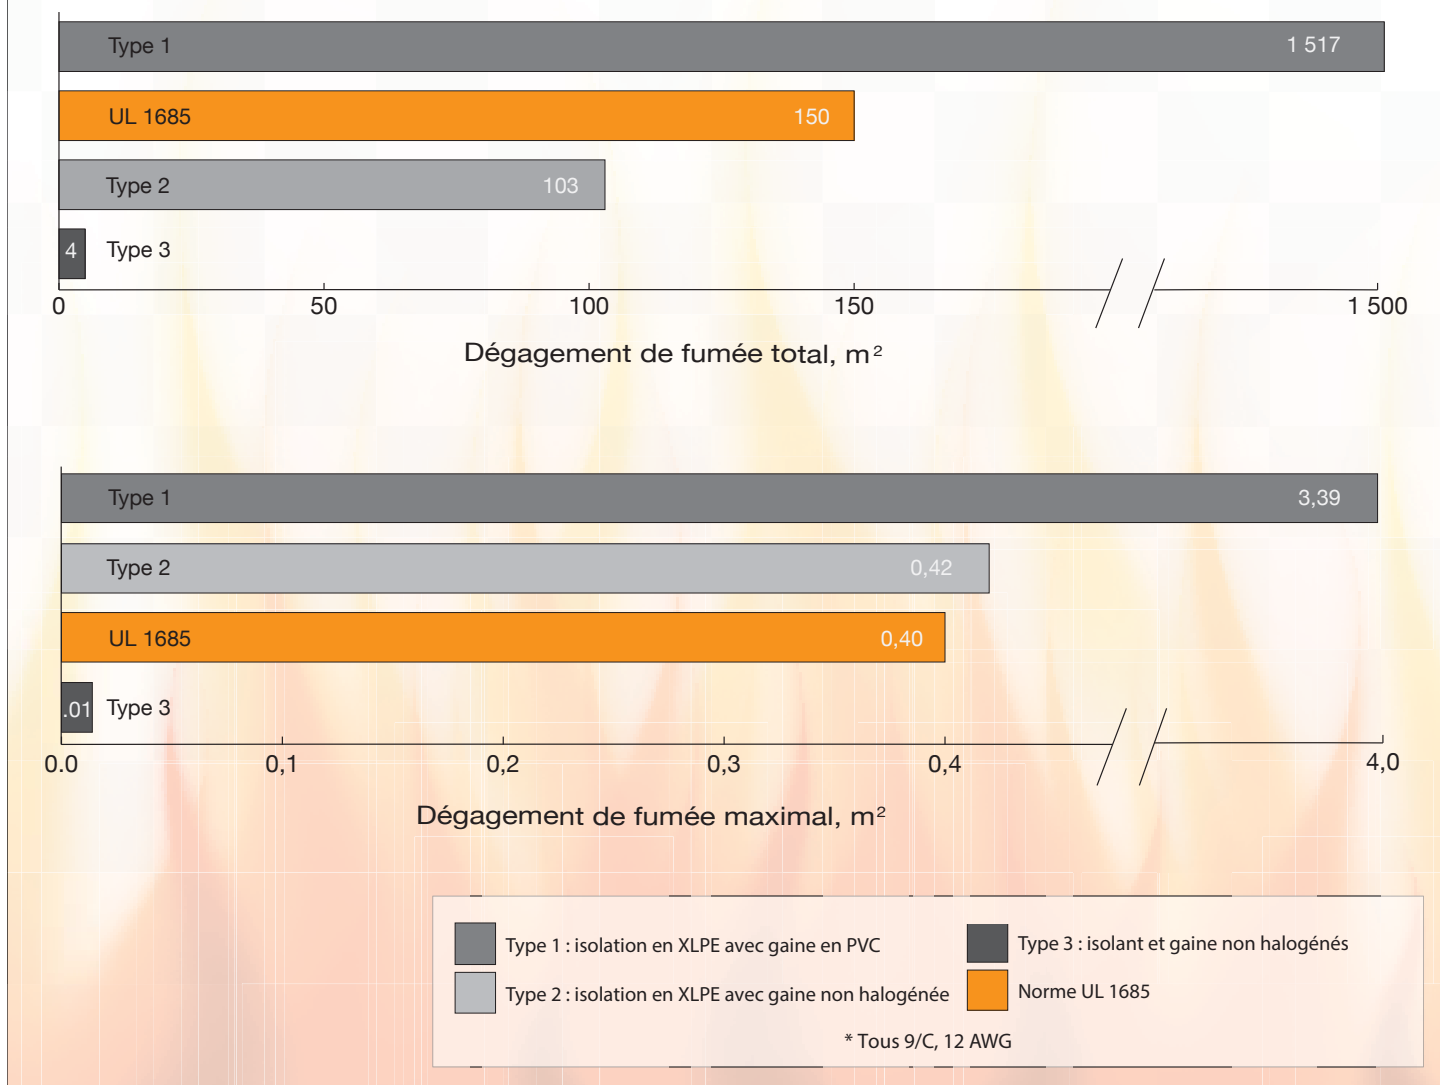 Type 1 1 517
UL 1685 150
Type 2 103
4 Type 3
0 50 100 150 1 500
Dégagement de fumée total, m²
Type 1 3,39
Type 2 0,42
UL 1685 0,40
.01 Type 3
0.0 0,1 0,2 0,3 0,4 4,0
Dégagement de fumée maximal, m²
Type 1 : isolation en XLPE avec gaine en PVC
Type 3 : isolant et gaine non halogénés
Type 2 : isolation en XLPE avec gaine non halogénée
Norme UL 1685
* Tous 9/C, 12 AWG